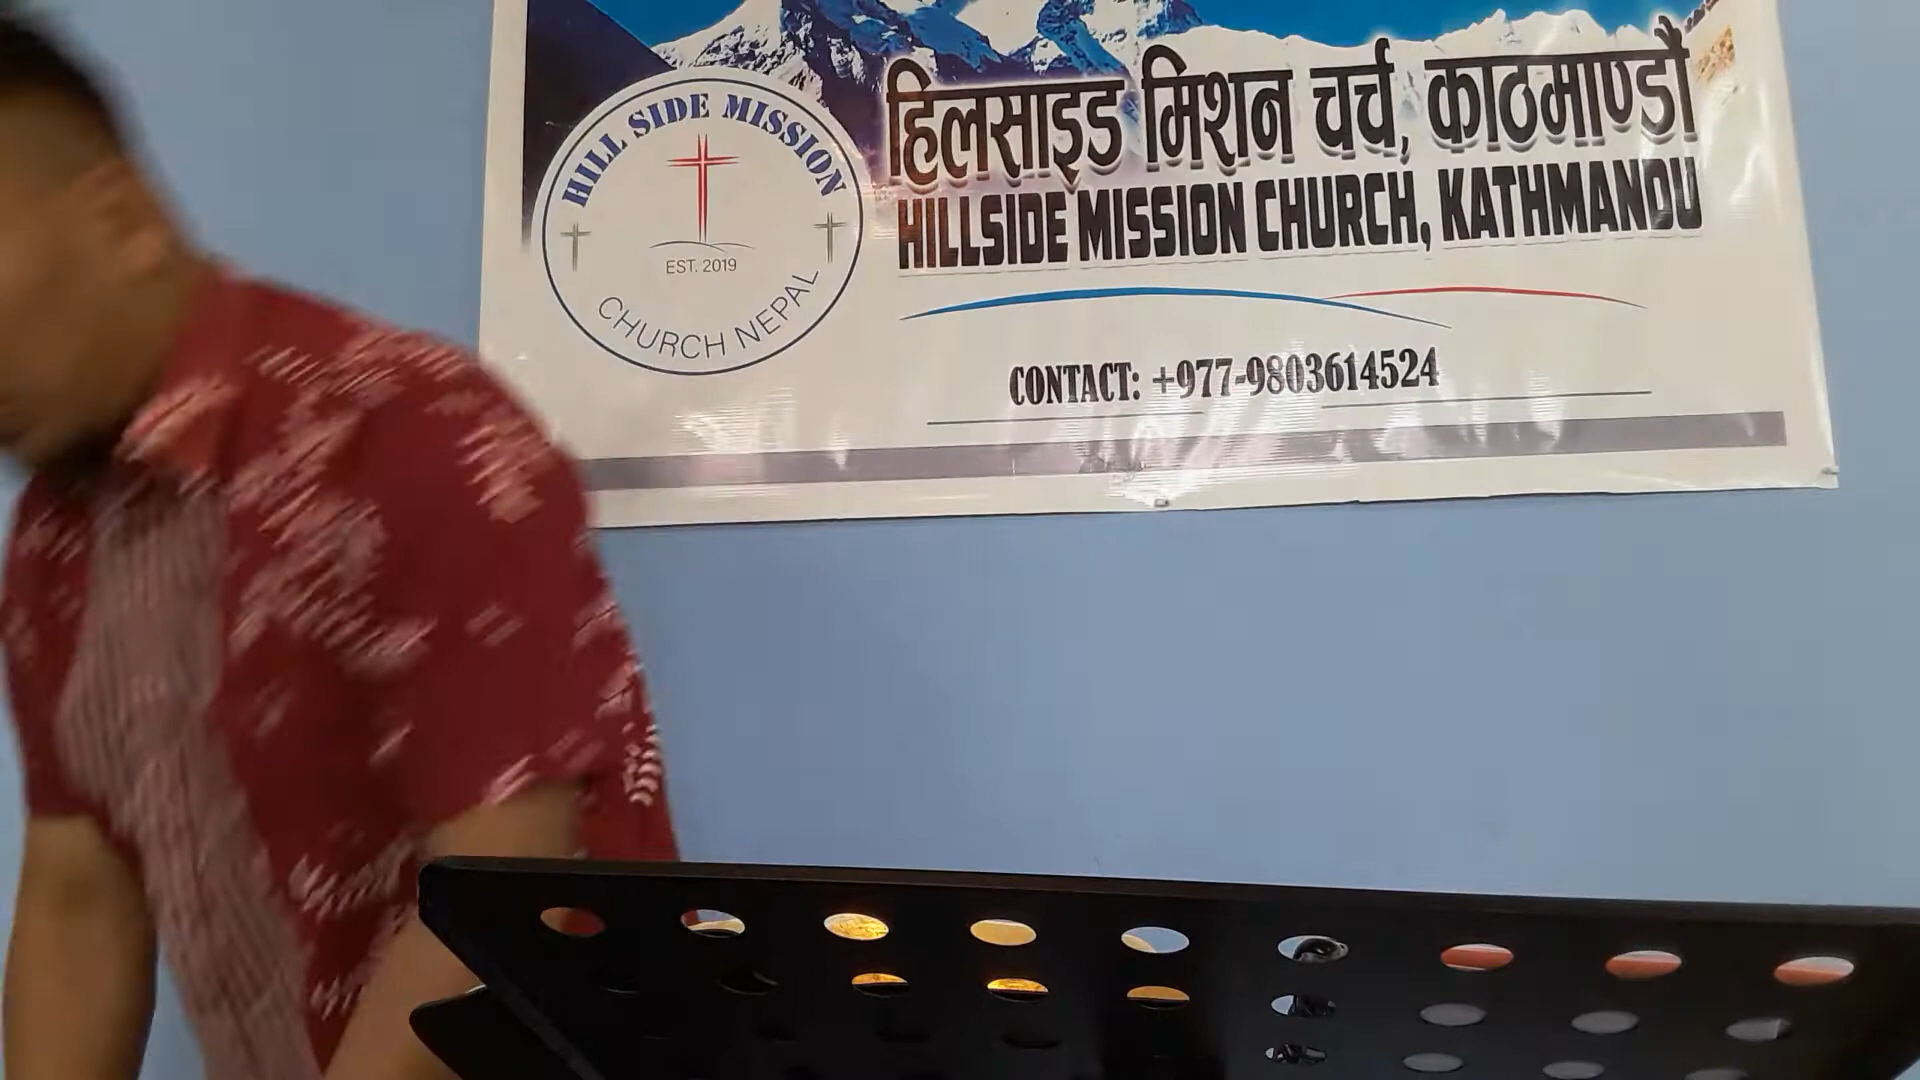 HILL SIDE MISSION
EST. 2019
CHURCH NEPAL
हिलसाइड मिशन चर्च, काठमाण्डौ
HILLSIDE MISSION CHURCH, KATHMANDU
CONTACT: +977-9803614524